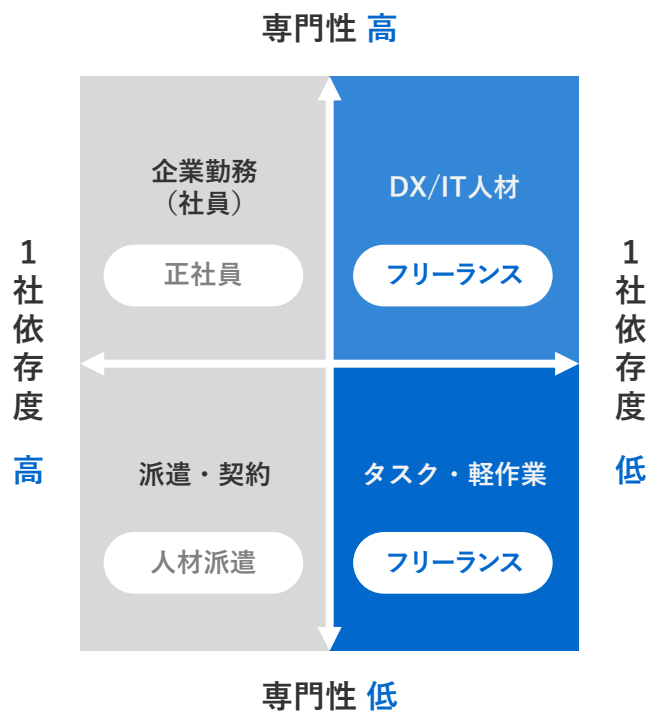 専門性 高
企業勤務
（社員）
正社員
DX/IT人材
フリーランス
1社依存度 高
1社依存度 低
派遣・契約
人材派遣
タスク・軽作業
フリーランス
専門性 低